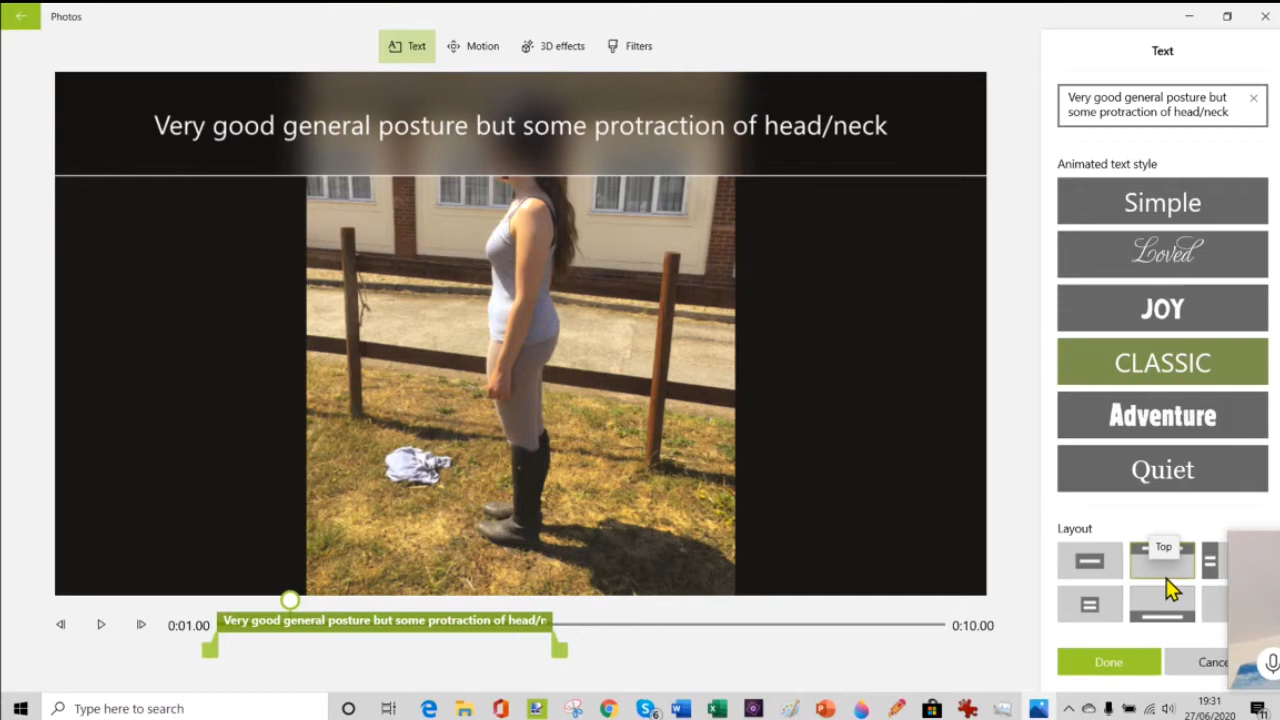 Photos
Text
Motion
3D effects
Filters
Text
Very good general posture but some protraction of head/neck
Very good general posture but
some protraction of head/neck
Animated text style
Simple
Loved
JOY
CLASSIC
Adventure
Quiet
Layout
Top
0:01.00
Very good general posture but some protraction of head/n
0:10.00
Done
Cance
Type here to search
6
19:31
27/06/2020
11